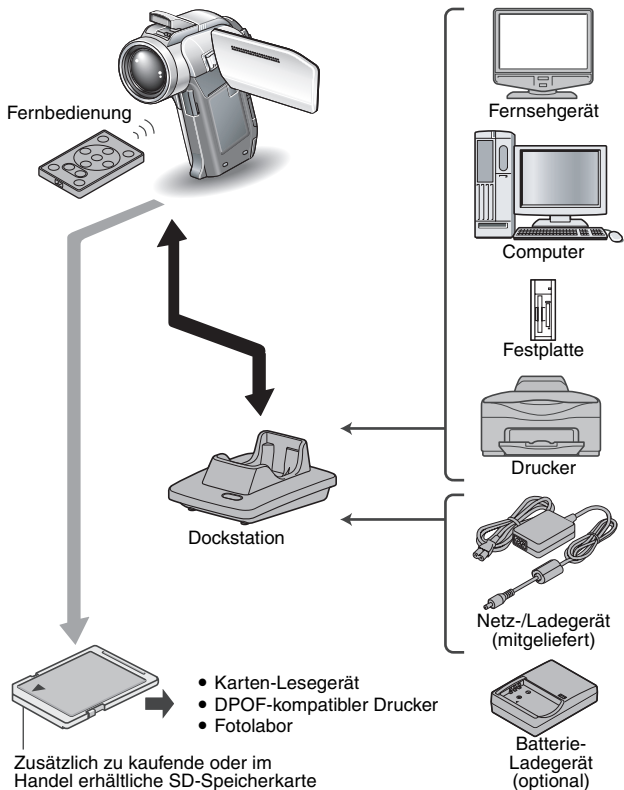 Fernbedienung
Fernsehgerät
Computer
Festplatte
Drucker
Dockstation
Netz-/Ladegerät
(mitgeliefert)
• Karten-Lesegerät
• DPOF-kompatibler Drucker
• Fotolabor
Zusätzlich zu kaufende oder im
Handel erhältliche SD-Speicherkarte
Batterie-
Ladegerät
(optional)